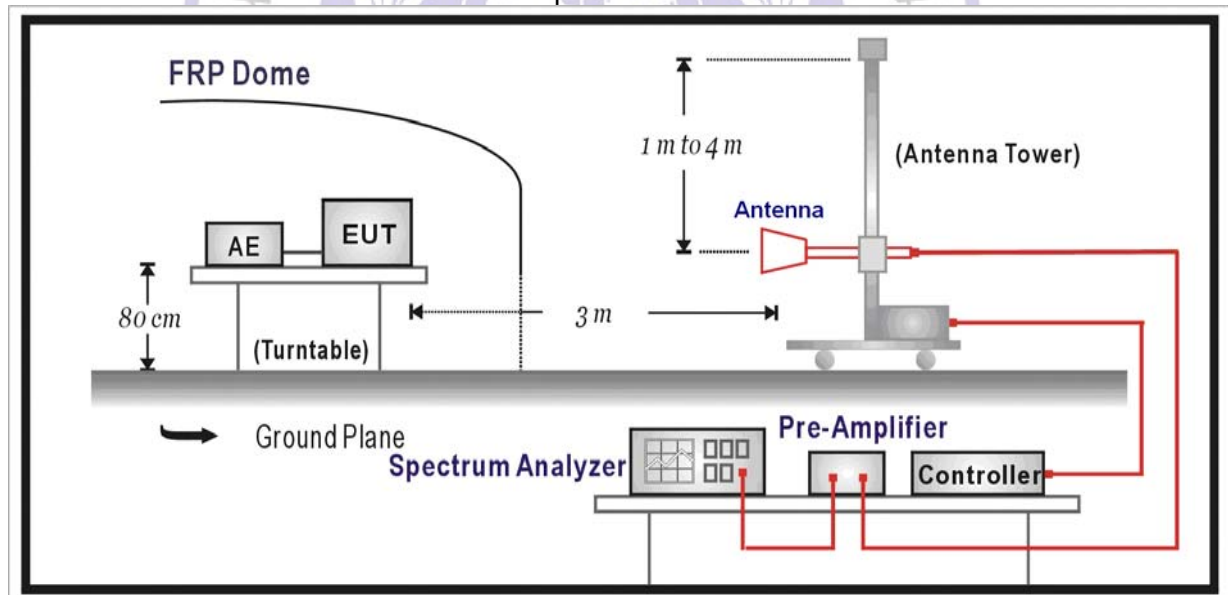 FRP Dome
1 m to 4 m
(Antenna Tower)
Antenna
AE
EUT
80 cm
3 m
(Turntable)
Ground Plane
Pre-Amplifier
Spectrum Analyzer
Controller